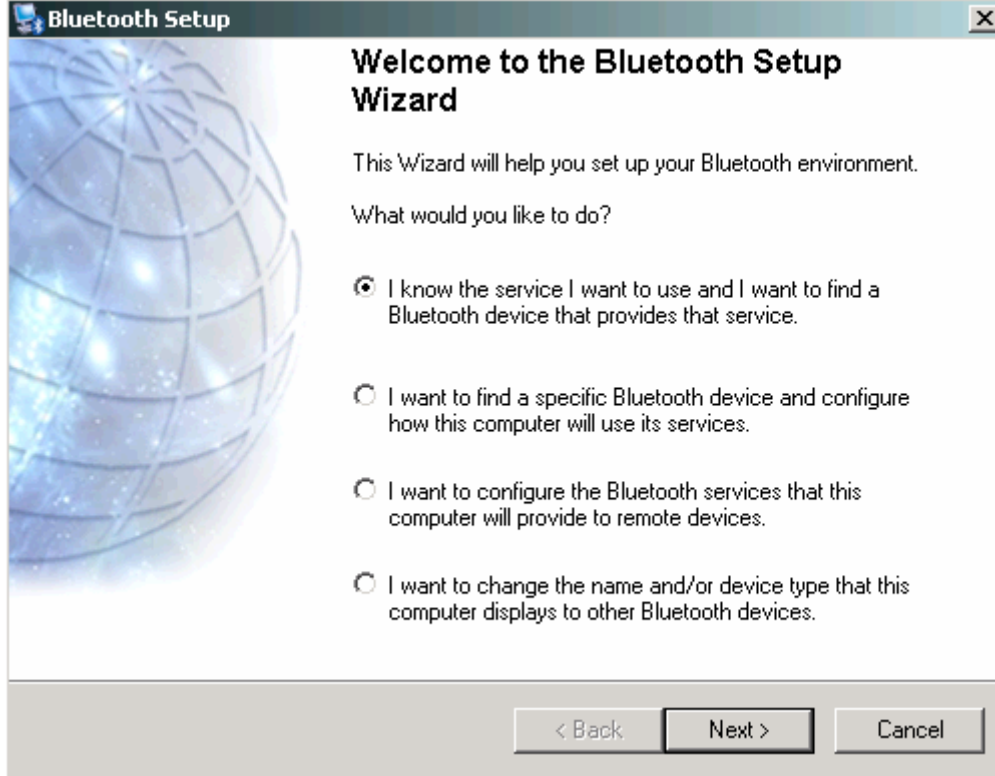 Bluetooth Setup
Welcome to the Bluetooth Setup
Wizard
This Wizard will help you set up your Bluetooth environment.
What would you like to do?
I know the service I want to use and I want to find a
Bluetooth device that provides that service.
I want to find a specific Bluetooth device and configure
how this computer will use its services.
I want to configure the Bluetooth services that this
computer will provide to remote devices.
I want to change the name and/or device type that this
computer displays to other Bluetooth devices.
< Back Next > Cancel